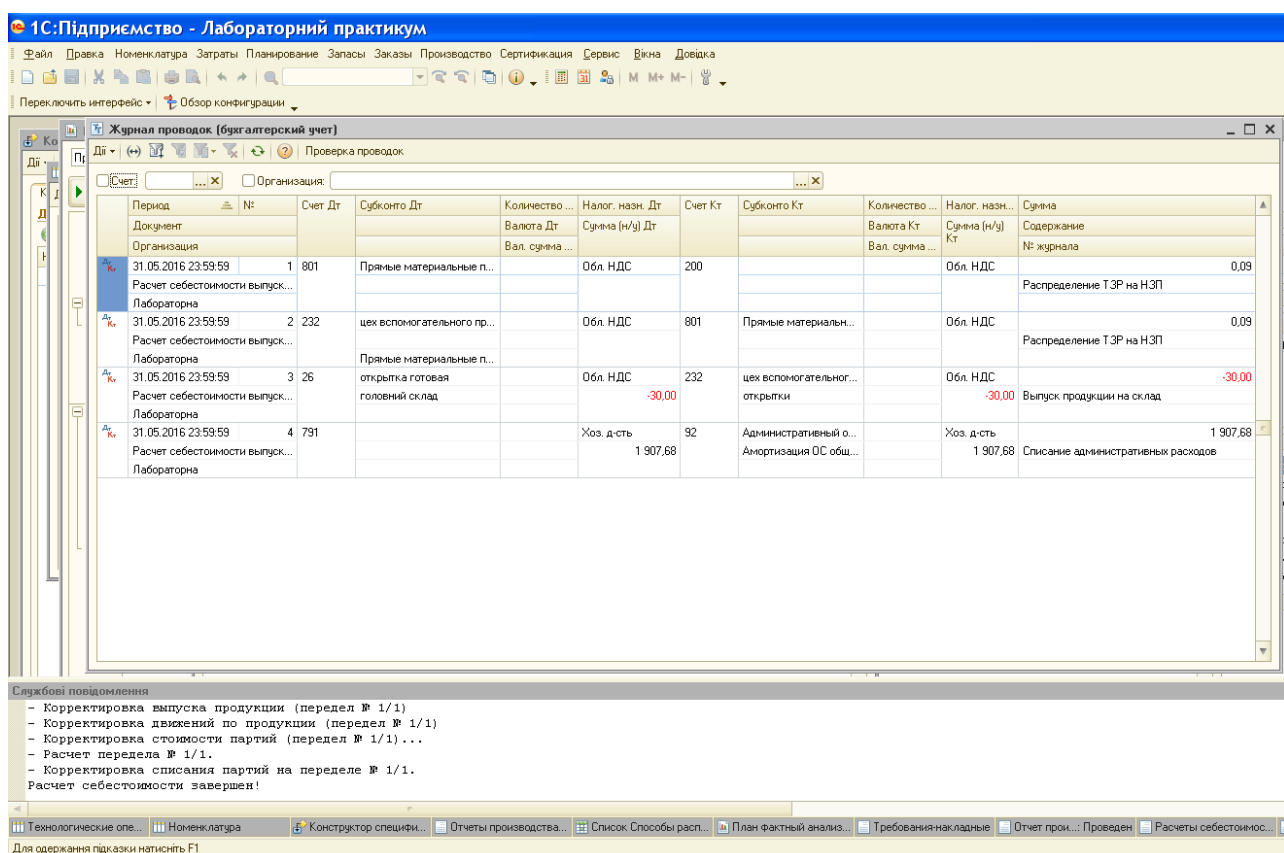 1С:Підприємство - Лабораторний практикум
Файл Правка Номенклатура Затраты Планирование Запасы Заказы Производство Сертификация Сервис Вікна Довідка
M M+ M-
Переключить интерфейс Обзор конфигурации
Ко
Журнал проводок (бухгалтерский учет)
Дії
Дії Проверка проводок
Счет: ... x Организация: ... x
Период № Счет Дт Субконто Дт Количество ... Налог. назн. Дт Счет Кт Субконто Кт Количество ... Налог. назн... Сумма
Документ Валюта Дт Сумма (н/у) Дт Валюта Кт Сумма (н/у) Кт Содержание
Организация Вал. сумма ... Вал. сумма ... № журнала
31.05.2016 23:59:59 1 801 Прямые материальные п... Обл. НДС 200 Обл. НДС 0,09
Расчет себестоимости выпуск... Распределение ТЗР на НЗП
Лабораторна
31.05.2016 23:59:59 2 232 цех вспомогательного пр... Обл. НДС 801 Прямые материальн... Обл. НДС 0,09
Расчет себестоимости выпуск... Распределение ТЗР на НЗП
Лабораторна Прямые материальные п...
31.05.2016 23:59:59 3 26 открытка готовая Обл. НДС 232 цех вспомогательног... Обл. НДС -30,00
Расчет себестоимости выпуск... головний склад -30,00 открытки -30,00 Выпуск продукции на склад
Лабораторна
31.05.2016 23:59:59 4 791 Хоз. д-сть 92 Административный о... Хоз. д-сть 1 907,68
Расчет себестоимости выпуск... 1 907,68 Амортизация ОС общ... 1 907,68 Списание административных расходов
Лабораторна
Службові повідомлення
- Корректировка выпуска продукции (передел № 1/1)
- Корректировка движений по продукции (передел № 1/1)
- Корректировка стоимости партий (передел № 1/1)...
- Расчет передела № 1/1.
- Корректировка списания партий на переделе № 1/1.
Расчет себестоимости завершен!
Технологические опе... Номенклатура Конструктор специфи... Отчеты производства... Список Способы расп... План фактный анализ... Требования-накладные Отчет прои...: Проведен Расчеты себестоимос...
Для одержання підказки натисніть F1